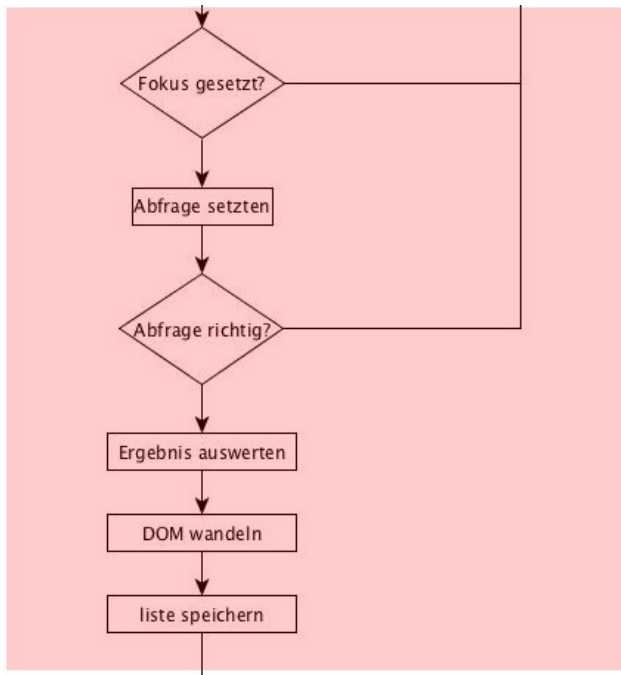 Fokus gesetzt?
Abfrage setzten
Abfrage richtig?
Ergebnis auswerten
DOM wandeln
liste speichern